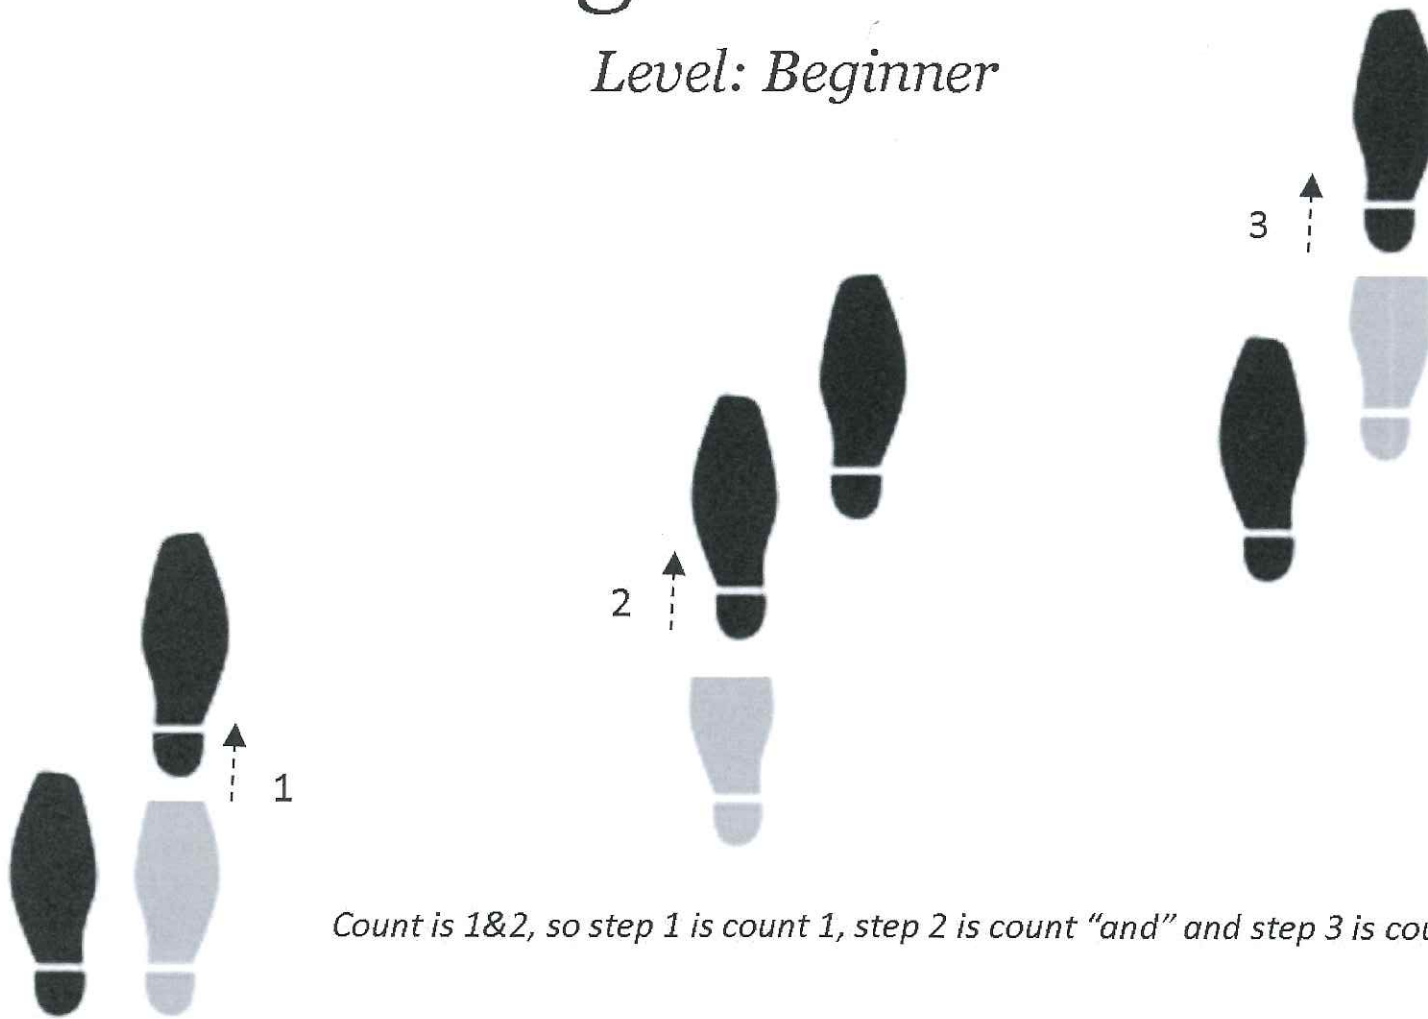 Level: Beginner
3
2
1
Count is 1&2, so step 1 is count 1, step 2 is count “and” and step 3 is